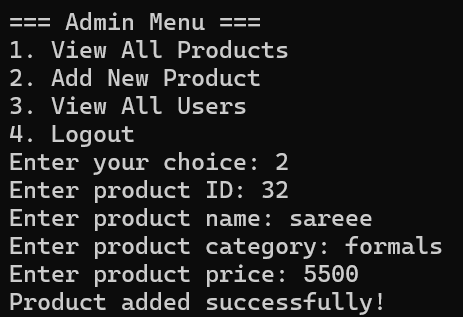 === Admin Menu ===
1. View All Products
2. Add New Product
3. View All Users
4. Logout
Enter your choice: 2
Enter product ID: 32
Enter product name: sareee
Enter product category: formals
Enter product price: 5500
Product added successfully!